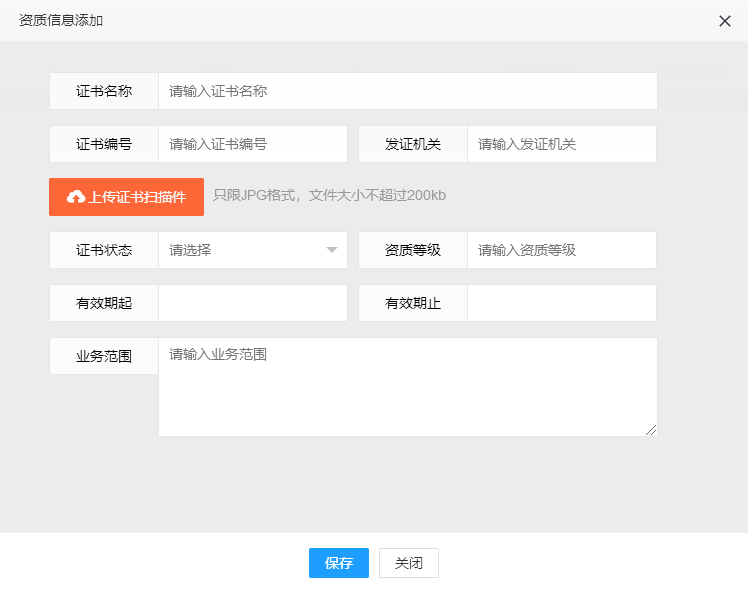 资质信息添加
证书名称 请输入证书名称
证书编号 请输入证书编号 发证机关 请输入发证机关
上传证书扫描件 只限JPG格式，文件大小不超过200kb
证书状态 请选择 资质等级 请输入资质等级
有效期起 有效期止
业务范围 请输入业务范围
保存 关闭